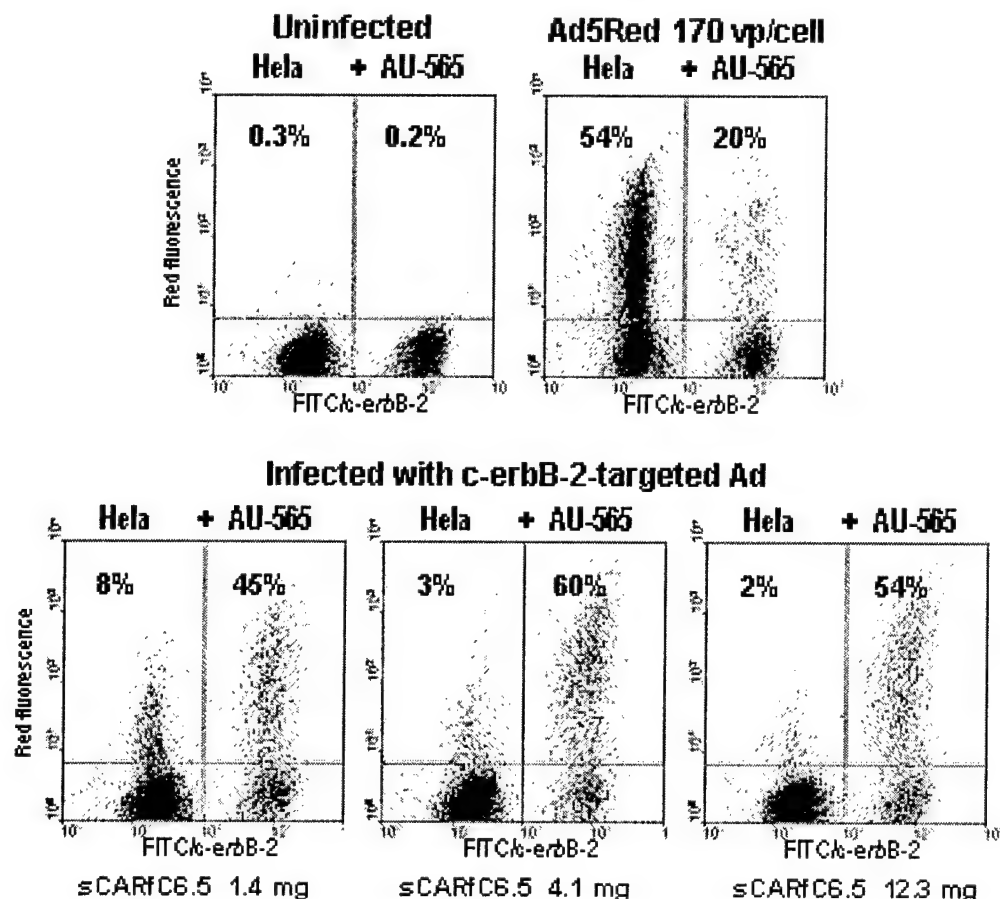 Uninfected
Ad5Red 170 vp/cell
Hela + AU-565
Hela + AU-565
0.3%
0.2%
54%
20%
Red fluorescence
FITC/c-erbB-2
FITC/c-erbB-2
Infected with c-erbB-2-targeted Ad
Hela + AU-565
Hela + AU-565
Hela + AU-565
8%
45%
3%
60%
2%
54%
Red fluorescence
FITC/c-erbB-2
FITC/c-erbB-2
FITC/c-erbB-2
sCARfC6.5 1.4 mg
sCARfC6.5 4.1 mg
sCARfC6.5 12.3 mg